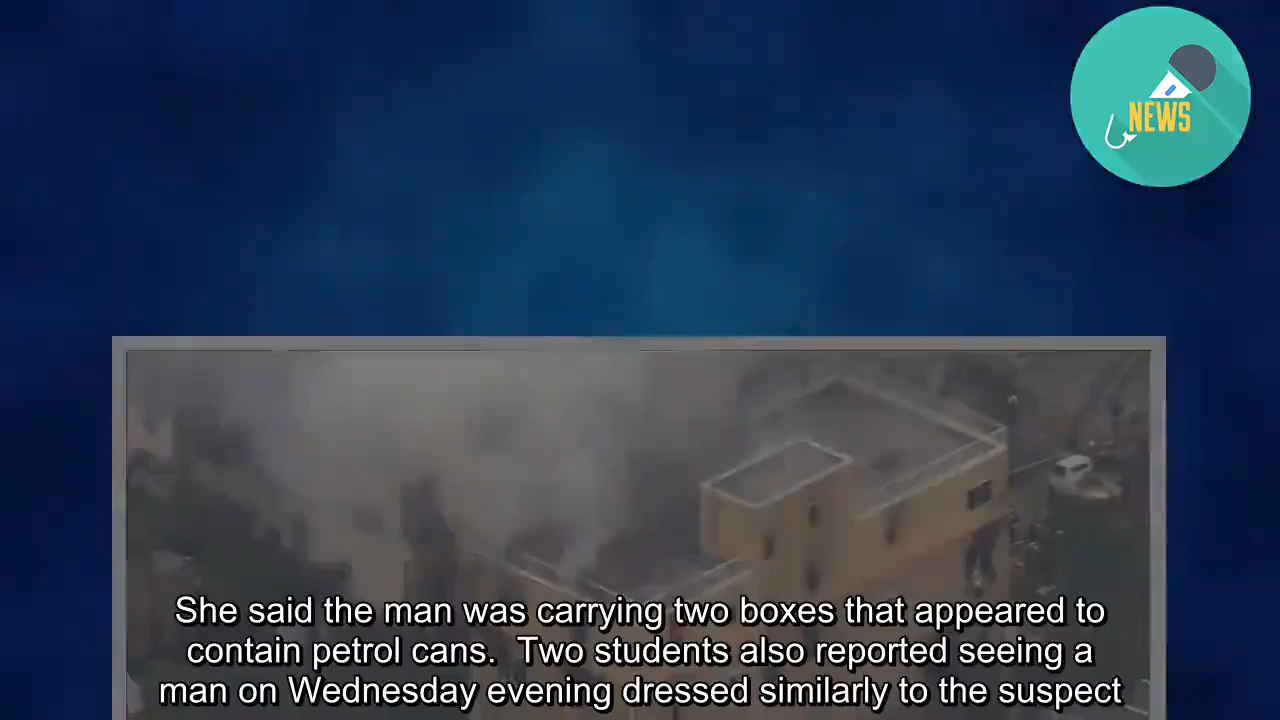 NEWS
She said the man was carrying two boxes that appeared to
contain petrol cans.  Two students also reported seeing a
man on Wednesday evening dressed similarly to the suspect